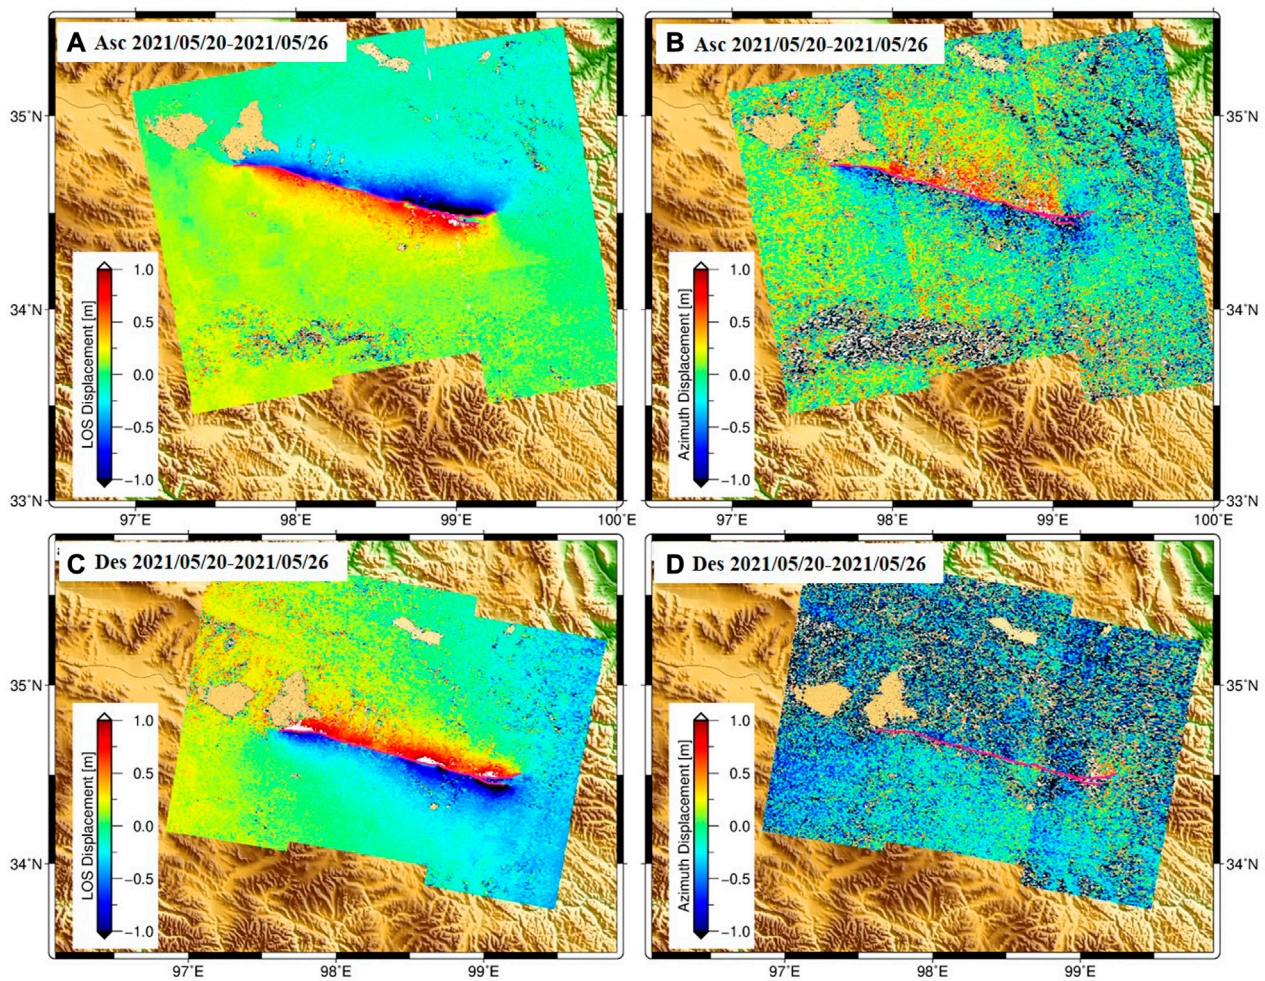 A Asc 2021/05/20-2021/05/26
B Asc 2021/05/20-2021/05/26
35°N
34°N
33°N
LOS Displacement [m]
1.0
0.5
0.0
−0.5
−1.0
97°E
98°E
99°E
100°E
Azimuth Displacement [m]
1.0
0.5
0.0
−0.5
−1.0
35°N
34°N
33°N
97°E
98°E
99°E
100°E
C Des 2021/05/20-2021/05/26
D Des 2021/05/20-2021/05/26
35°N
34°N
LOS Displacement [m]
1.0
0.5
0.0
−0.5
−1.0
97°E
98°E
99°E
Azimuth Displacement [m]
1.0
0.5
0.0
−0.5
−1.0
35°N
34°N
97°E
98°E
99°E